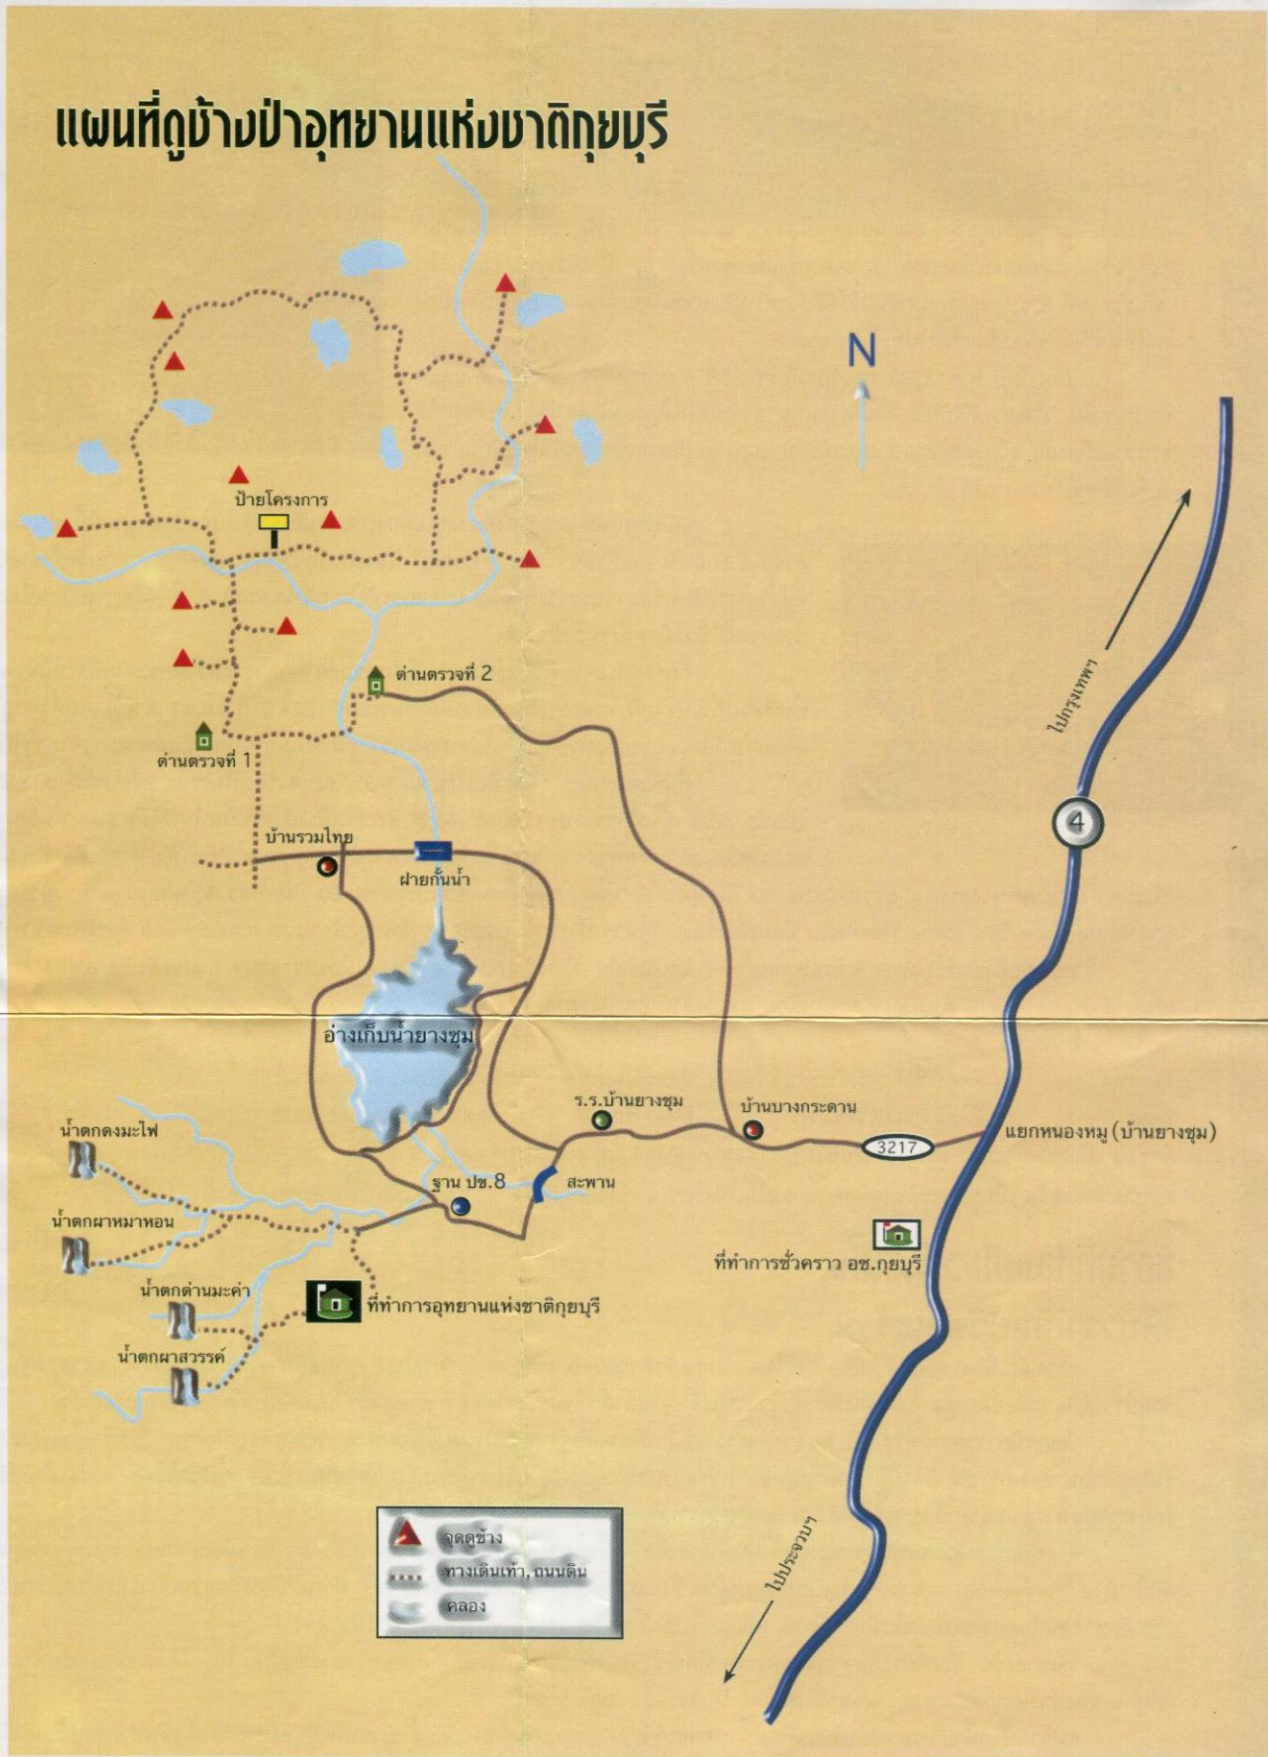 แผนที่ดูช้างป่าอุทยานแห่งชาติกุยบุรี
N
ป้ายโครงการ
ด่านตรวจที่ 2
ไปกรุงเทพฯ
ด่านตรวจที่ 1
4
บ้านรวมไทย
ฝายกั้นน้ำ
อ่างเก็บน้ำยางชุม
ร.ร.บ้านยางชุม
บ้านบางกระดาน
น้ำตกดงมะไฟ
3217
แยกหนองหมู (บ้านยางชุม)
ฐาน ปข.8
สะพาน
น้ำตกผาหมาหอน
ที่ทำการชั่วคราว อช.กุยบุรี
น้ำตกด่านมะค่า
ที่ทำการอุทยานแห่งชาติกุยบุรี
น้ำตกผาสวรรค์
จุดดูช้าง
ทางเดินเท้า, ถนนดิน
คลอง
ไปประจวบฯ